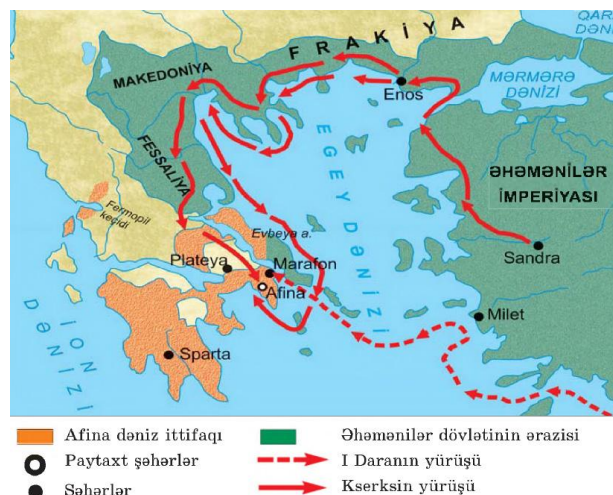 FRAKİYA
QARA
DƏNİ
MAKEDONİYA
Enos
MƏRMƏRƏ
DƏNİZİ
EGEY DƏNİZİ
FESSALİYA
ƏHƏMƏNİLƏR
İMPERİYASI
Fermopil
keçidi
Evbeya a.
Sandra
Plateya
Marafon
Afina
Milet
İON
DƏNİZİ
Sparta
Afina dəniz ittifaqı
Əhəmənilər dövlətinin ərazisi
Paytaxt şəhərlər
I Daranın yürüşü
Şəhərlər
Kserksin yürüşü